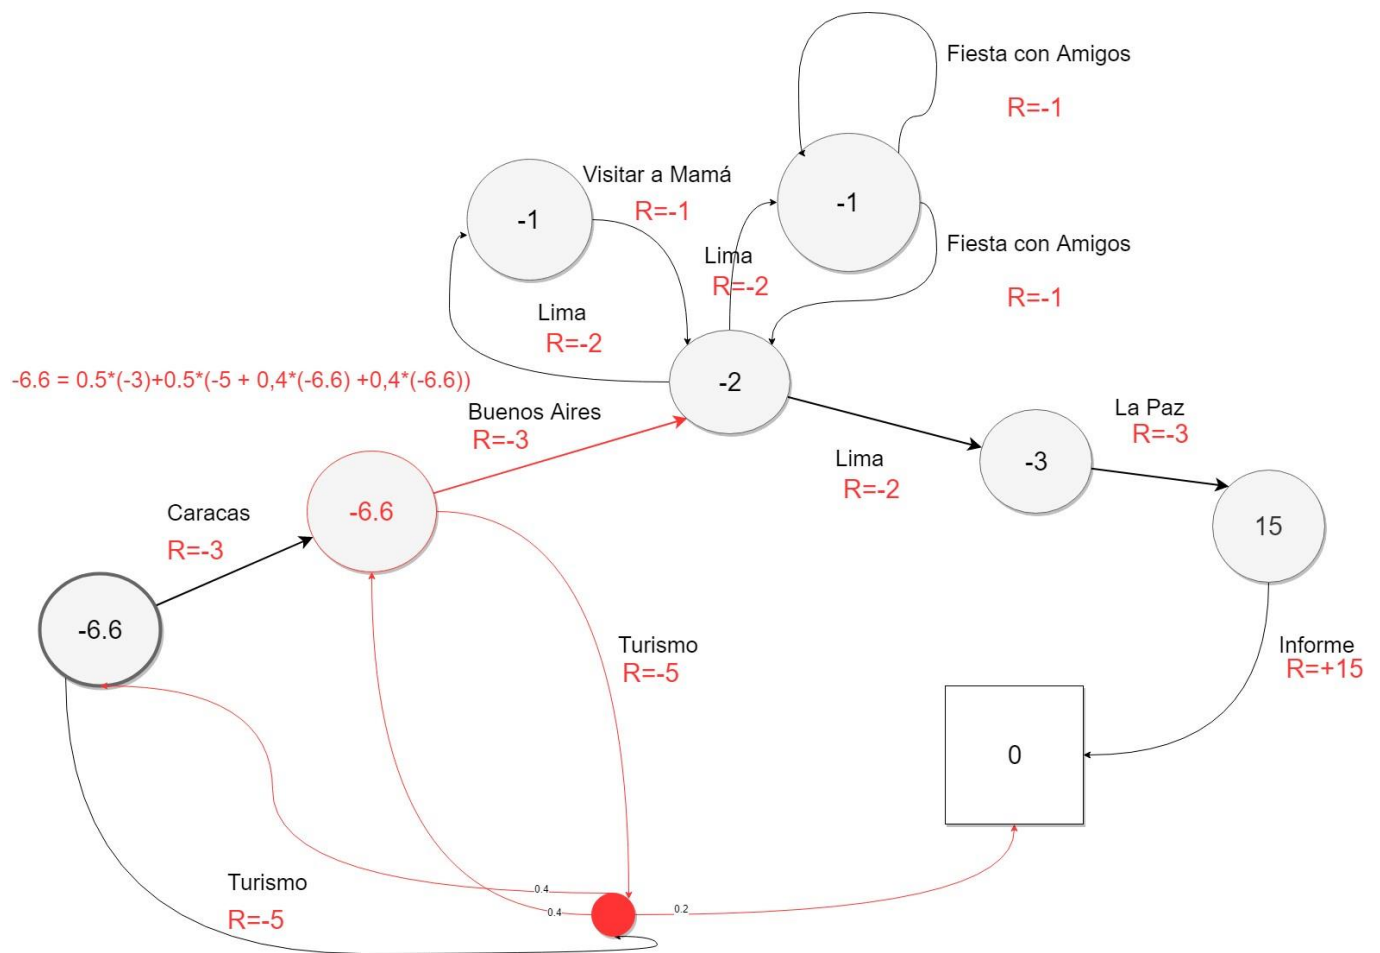 Fiesta con Amigos
R=-1
-1
Visitar a Mamá
R=-1
-1
Fiesta con Amigos
R=-1
Lima
R=-2
Lima
R=-2
-6.6 = 0.5*(-3)+0.5*(-5 + 0,4*(-6.6) +0,4*(-6.6))
-2
Buenos Aires
R=-3
La Paz
R=-3
Lima
R=-2
-3
Caracas
R=-3
-6.6
15
-6.6
Turismo
R=-5
Informe
R=+15
0
Turismo
R=-5
0.4
0.4
0.2